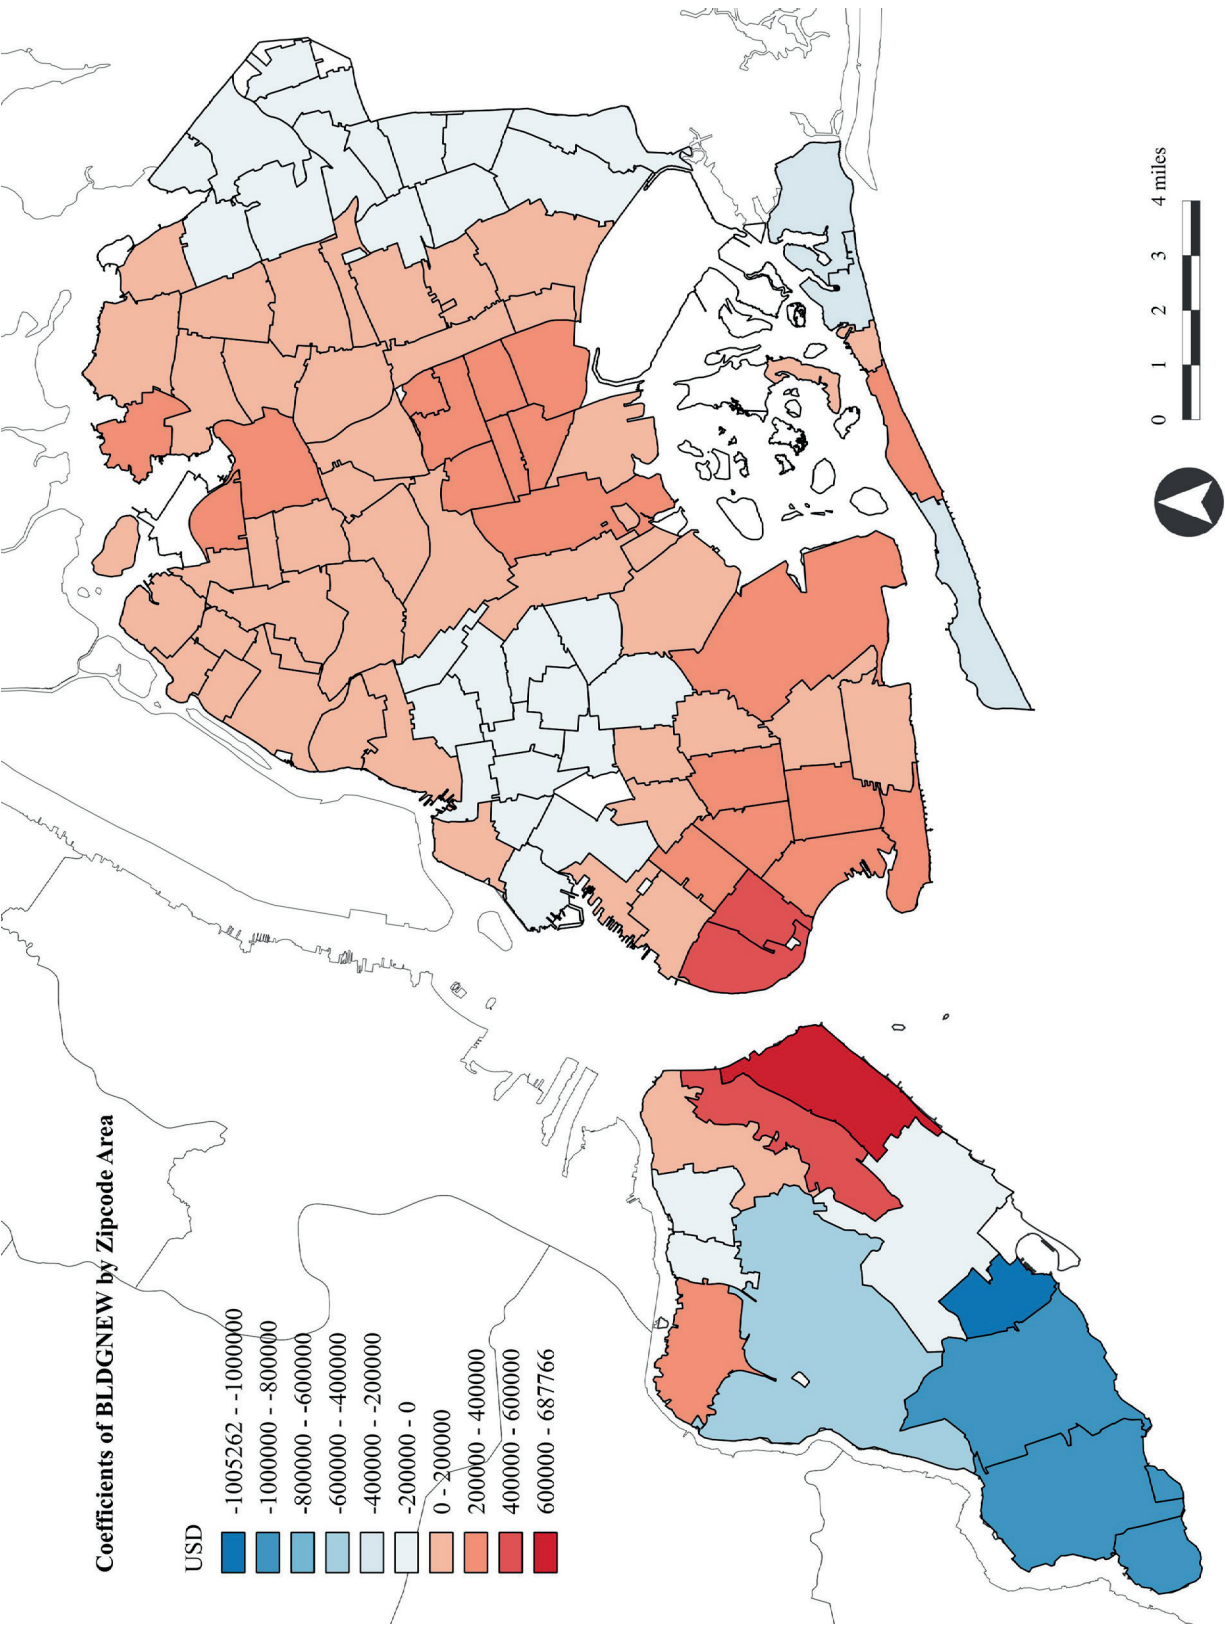 Coefficients of BLDGNEW by Zipcode Area
USD
-1005262 - -1000000
-1000000 - -800000
-800000 - -600000
-600000 - -400000
-400000 - -200000
-200000 - 0
0 - 200000
200000 - 400000
400000 - 600000
600000 - 687766
0 1 2 3 4 miles